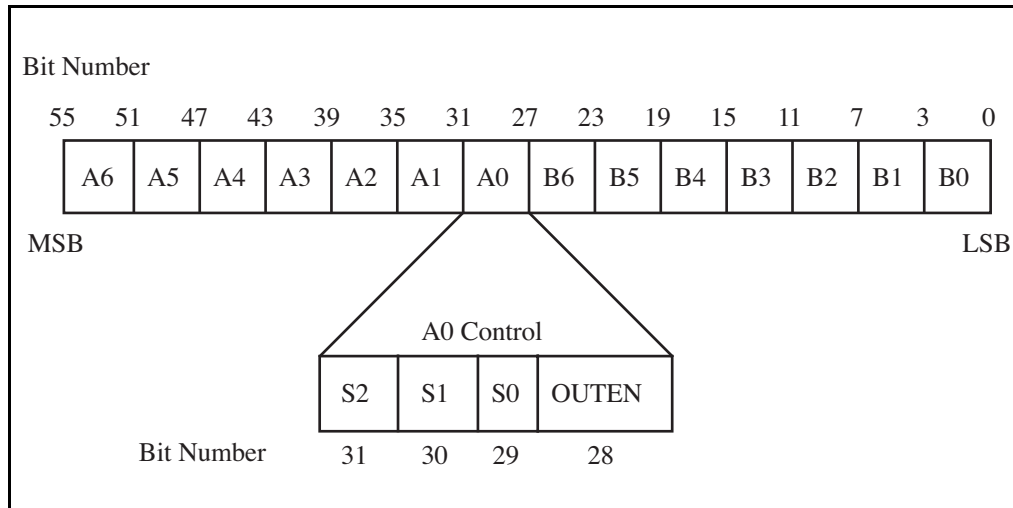 Bit Number
55 51 47 43 39 35 31 27 23 19 15 11 7 3 0
A6 A5 A4 A3 A2 A1 A0 B6 B5 B4 B3 B2 B1 B0
MSB LSB
A0 Control
S2 S1 S0 OUTEN
Bit Number 31 30 29 28